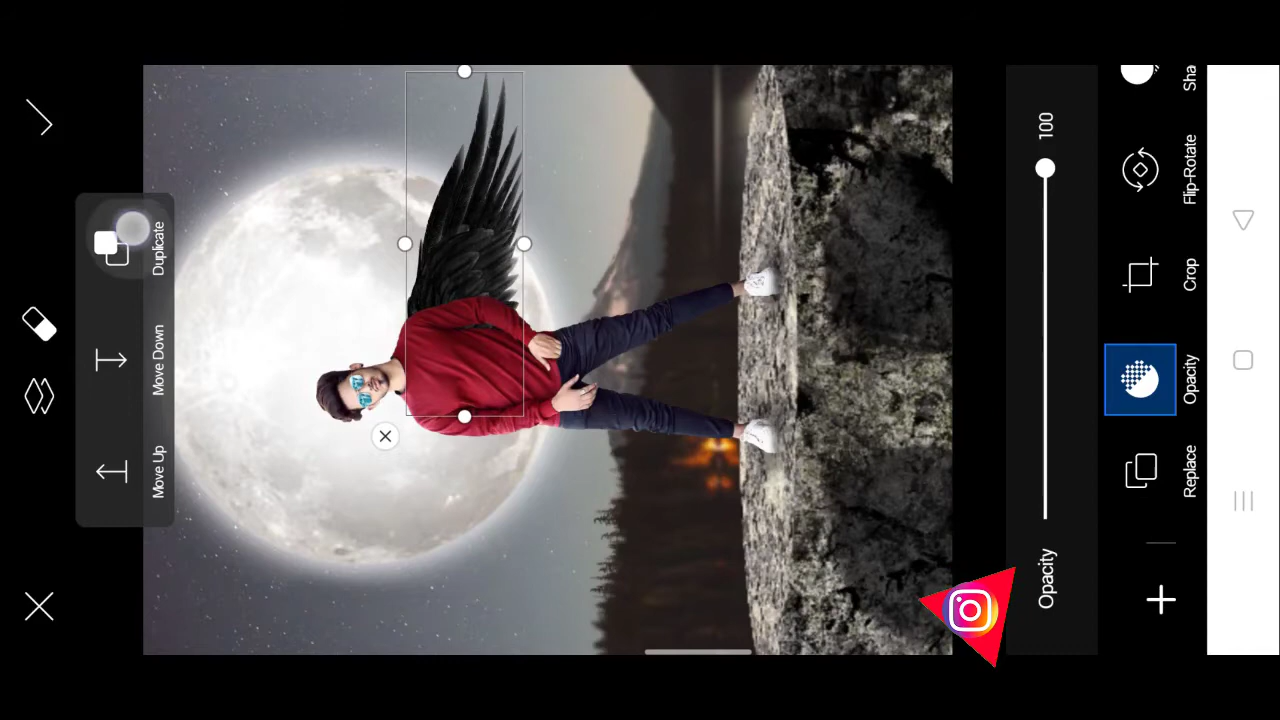 Move Up
Move Down
Duplicate
Opacity 100
Replace
Opacity
Crop
Flip-Rotate
Sha